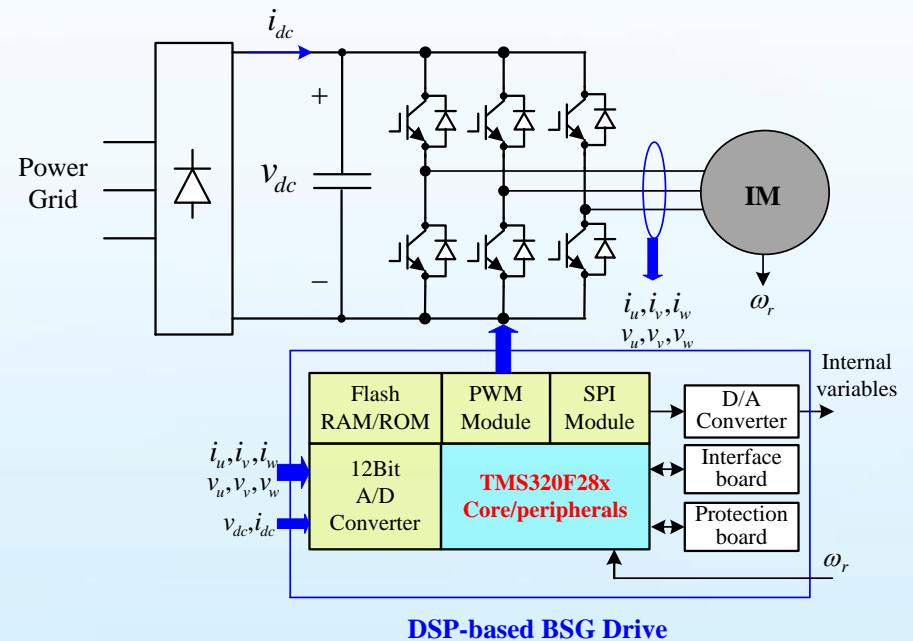 i_dc
+
Power
Grid
v_dc
−
IM
ω_r
i_u,i_v,i_w
v_u,v_v,v_w
Internal
variables
Flash
RAM/ROM
PWM
Module
SPI
Module
D/A
Converter
i_u,i_v,i_w
v_u,v_v,v_w
v_dc,i_dc
12Bit
A/D
Converter
TMS320F28x
Core/peripherals
Interface
board
Protection
board
ω_r
DSP-based BSG Drive